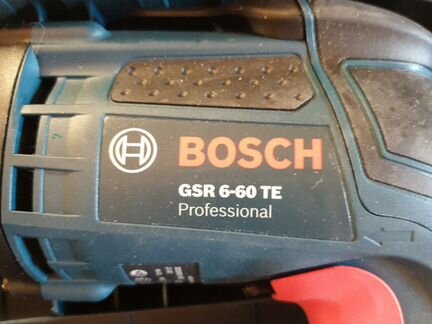 BOSCH
GSR 6-60 TE
Professional